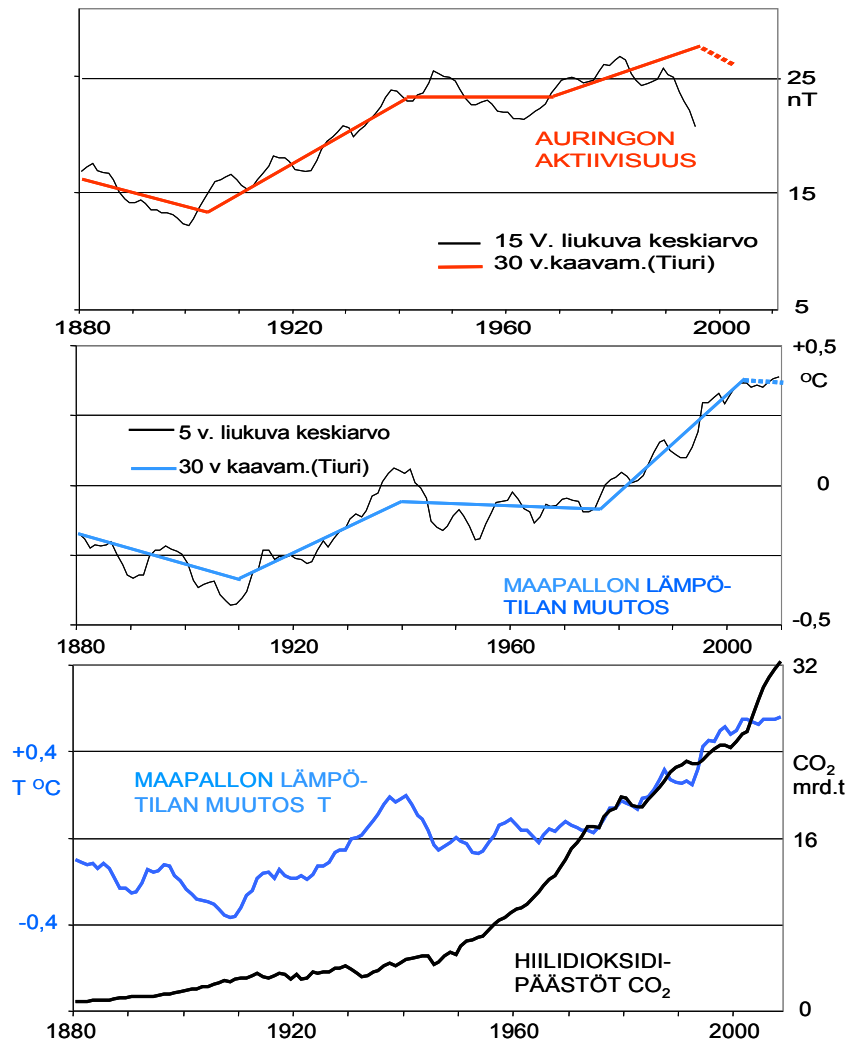 25
nT
AURINGON
AKTIIVISUUS
15
15 V. liukuva keskiarvo
30 v.kaavam.(Tiuri)
5
1880
1920
1960
2000
+0,5
ºC
5 v. liukuva keskiarvo
30 v kaavam.(Tiuri)
0
MAAPALLON LÄMPÖ-
TILAN MUUTOS
-0,5
1880
1920
1960
2000
32
+0,4
T ºC
MAAPALLON LÄMPÖ-
TILAN MUUTOS T
CO₂
mrd.t
16
-0,4
HIILIDIOKSIDI-
PÄÄSTÖT CO₂
0
1880
1920
1960
2000